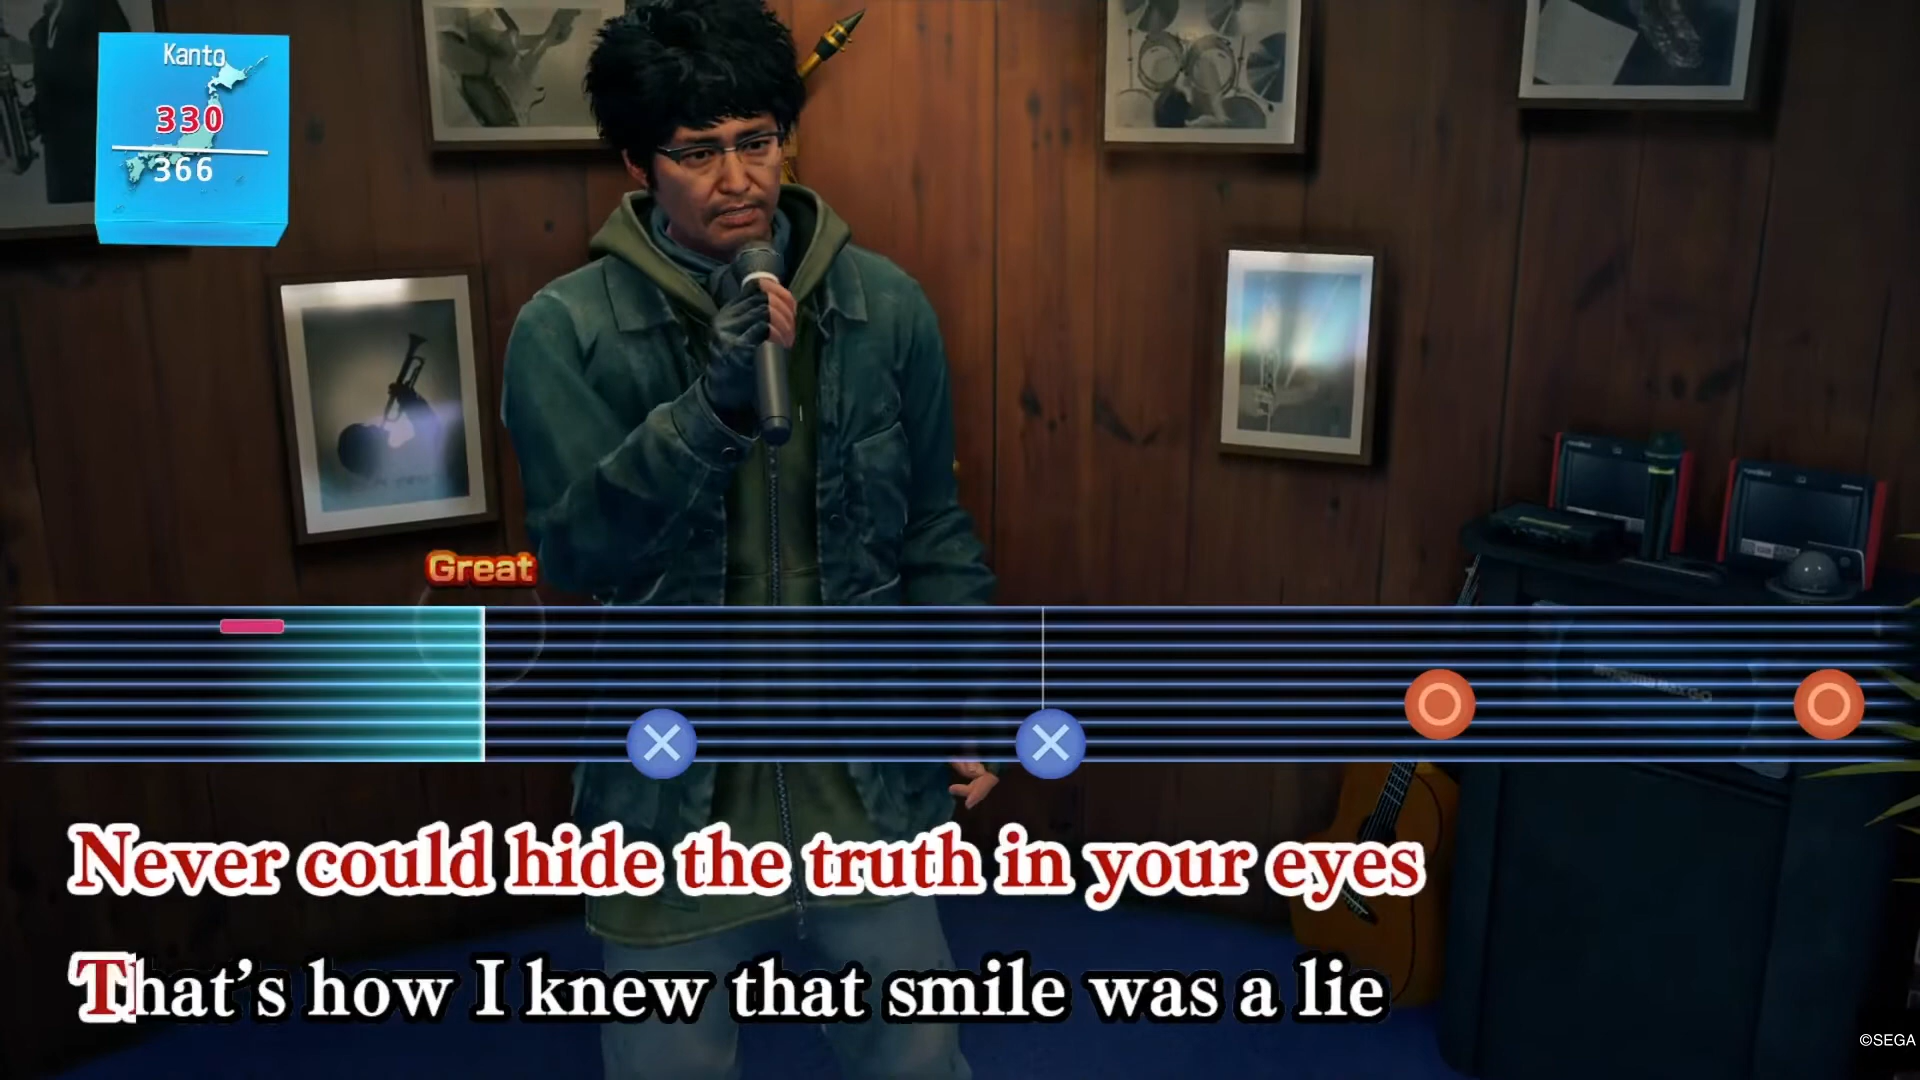 Kanto
330
366
Great
Never could hide the truth in your eyes
That's how I knew that smile was a lie
©SEGA